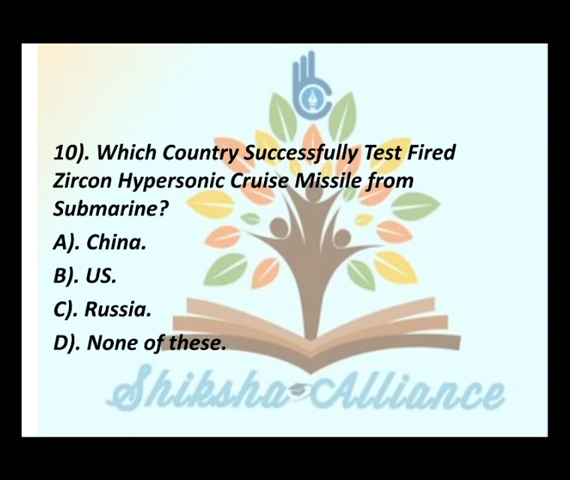 10). Which Country Successfully Test Fired
Zircon Hypersonic Cruise Missile from
Submarine?
A). China.
B). US.
C). Russia.
D). None of these.
Shiksha Alliance